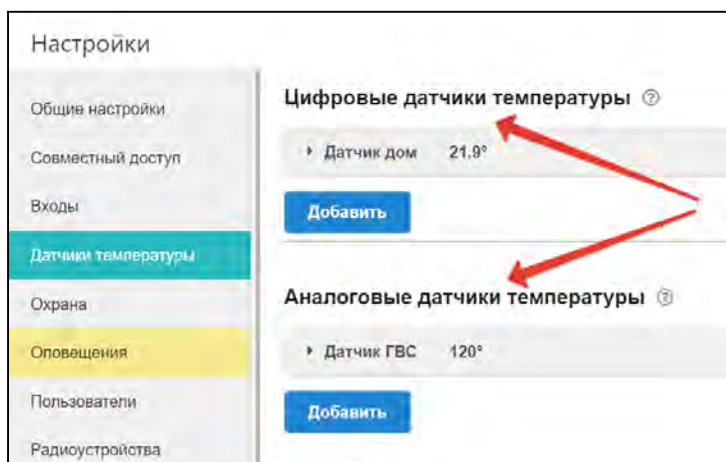 Настройки
Общие настройки
Совместный доступ
Входы
Датчики температуры
Охрана
Оповещения
Пользователи
Радиоустройства
Цифровые датчики температуры ?
Датчик дом 21.9°
Добавить
Аналоговые датчики температуры ?
Датчик ГВС 120°
Добавить